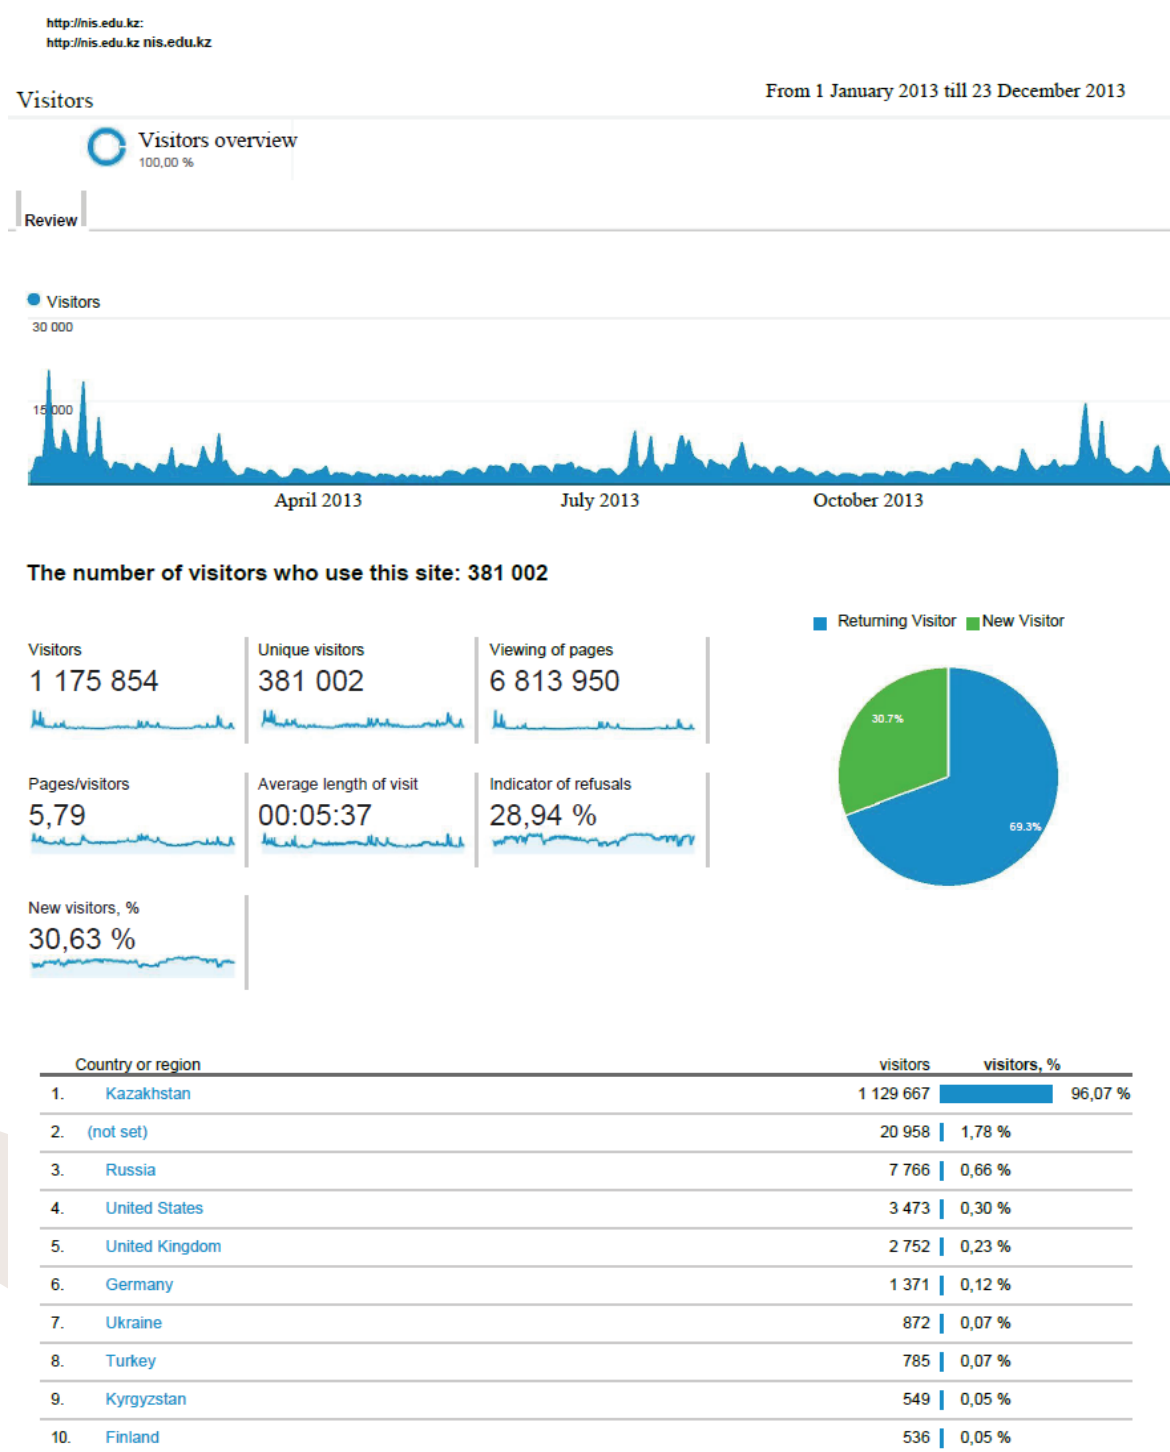 http://nis.edu.kz:
http://nis.edu.kz nis.edu.kz
From 1 January 2013 till 23 December 2013
Visitors
Visitors overview
100,00 %
Review
Visitors
30 000
15 000
April 2013 July 2013 October 2013
The number of visitors who use this site: 381 002
Returning Visitor New Visitor
Visitors Unique visitors Viewing of pages
1 175 854 381 002 6 813 950
30.7%
Pages/visitors Average length of visit Indicator of refusals
5,79 00:05:37 28,94 %
69.3%
New visitors, %
30,63 %
Country or region visitors visitors, %
1. Kazakhstan 1 129 667 96,07 %
2. (not set) 20 958 1,78 %
3. Russia 7 766 0,66 %
4. United States 3 473 0,30 %
5. United Kingdom 2 752 0,23 %
6. Germany 1 371 0,12 %
7. Ukraine 872 0,07 %
8. Turkey 785 0,07 %
9. Kyrgyzstan 549 0,05 %
10. Finland 536 0,05 %